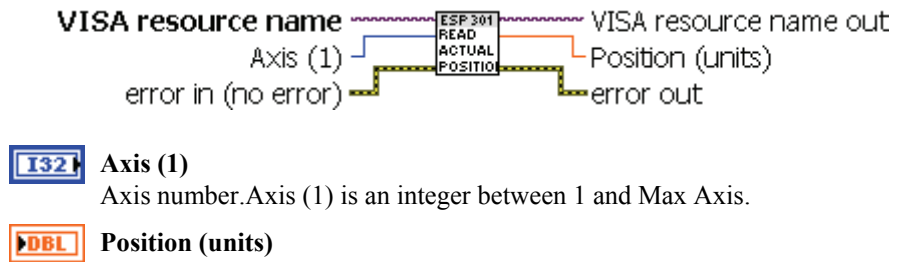 VISA resource name
ESP 301
VISA resource name out
Axis (1)
READ
ACTUAL
POSITIO
Position (units)
error in (no error)
error out
I32
Axis (1)
Axis number.Axis (1) is an integer between 1 and Max Axis.
DBL
Position (units)